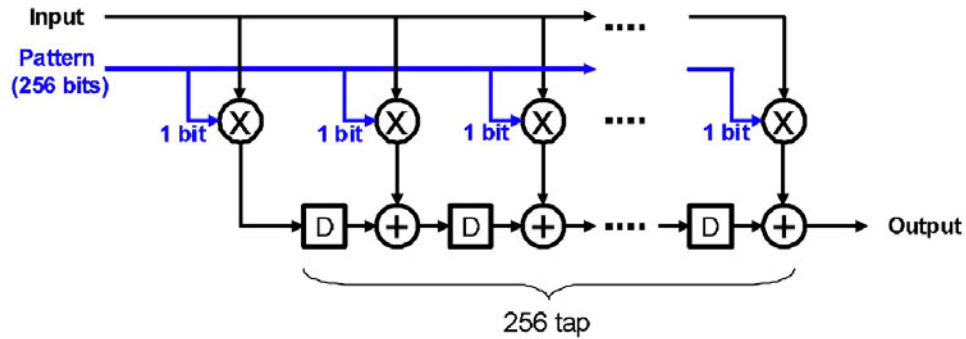 Input
Pattern
(256 bits)
1 bit
X
1 bit
X
1 bit
X
1 bit
X
D
+
D
+
D
+
Output
256 tap